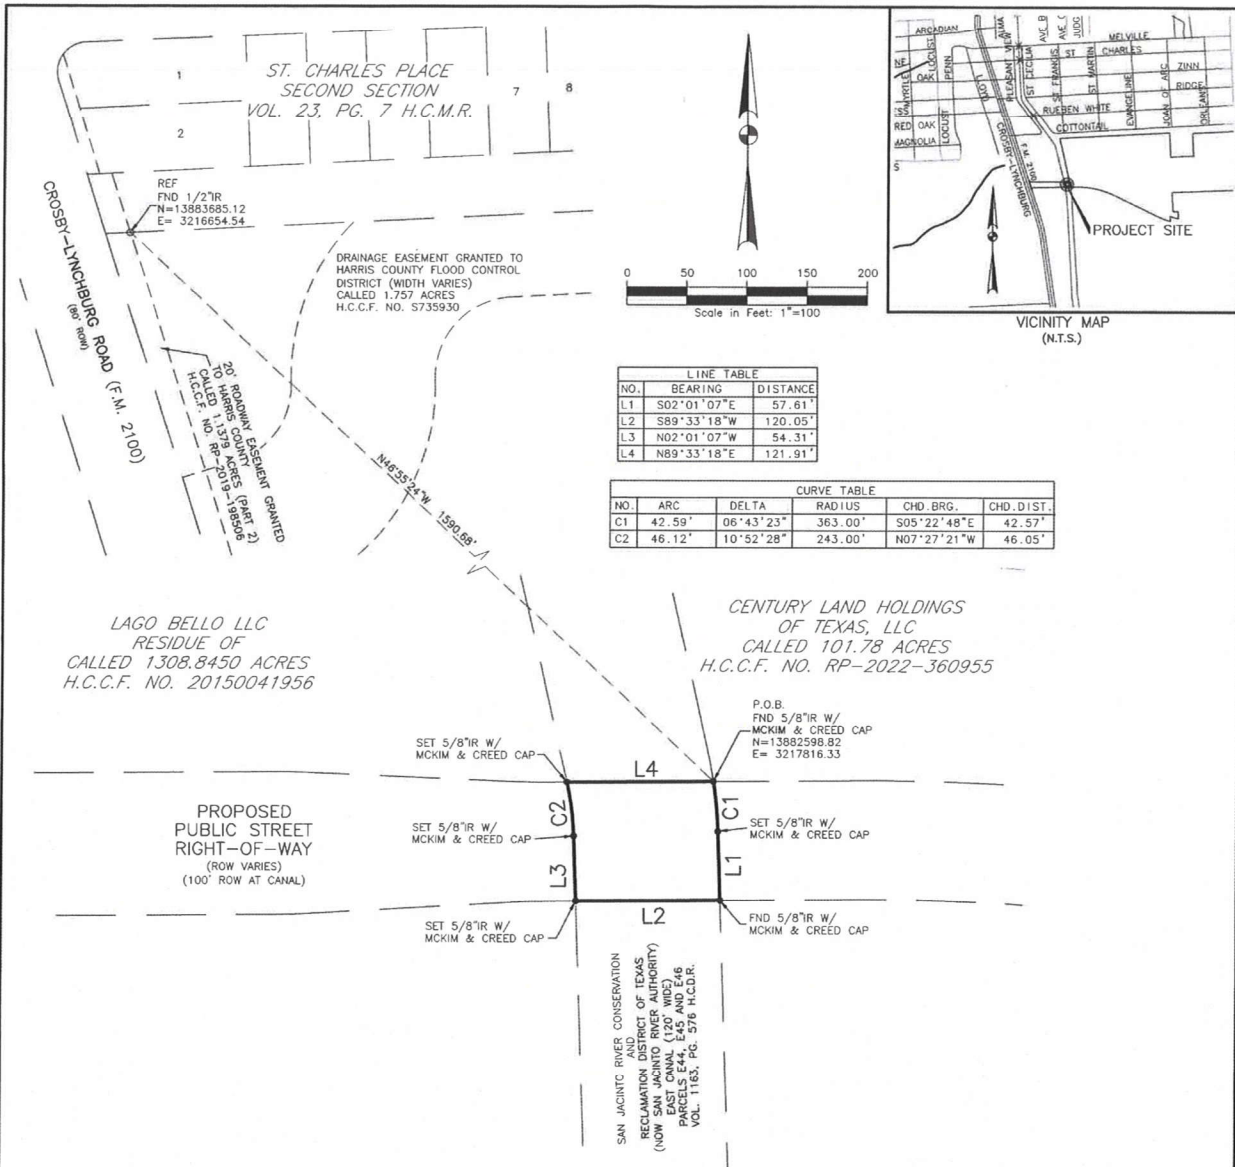 1
2
7
8
ST. CHARLES PLACE
SECOND SECTION
VOL. 23, PG. 7 H.C.M.R.
REF
FND 1/2"IR
N=13883685.12
E= 3216654.54
CROSBY-LYNCHBURG ROAD (F.M. 2100)
(80' ROW)
DRAINAGE EASEMENT GRANTED TO
HARRIS COUNTY FLOOD CONTROL
DISTRICT (WIDTH VARIES)
CALLED 1.757 ACRES
H.C.C.F. NO. S735930
20' ROADWAY EASEMENT GRANTED
TO HARRIS COUNTY
CALLED 1.1379 ACRES (PART 2)
H.C.C.F. NO. RP-2019-198506
0 50 100 150 200
Scale in Feet: 1"=100
ARCADIAN
ALMA
AVE B
AVE C
JUDG
MELVILLE
NE
LOCUST
PENN
PLEASANT VIEW
ST CECILIA
ST CHARLES
MYRTLE
OAK
ST FRANCIS
ST MARTIN
ZINN
RIDGE
EVANGELINE
JOAN OF ARC
ORLEANS
SS
RUEBEN WHITE
RED OAK
COTTONTAIL
MAGNOLIA
LOCUST
S
CROSBY-LYNCHBURG
F.M. 2100
PROJECT SITE
VICINITY MAP
(N.T.S.)
LINE TABLE
NO. BEARING DISTANCE
L1 S02°01'07"E 57.61'
L2 S89°33'18"W 120.05'
L3 N02°01'07"W 54.31'
L4 N89°33'18"E 121.91'
CURVE TABLE
NO. ARC DELTA RADIUS CHD.BRG. CHD.DIST.
C1 42.59' 06°43'23" 363.00' S05°22'48"E 42.57'
C2 46.12' 10°52'28" 243.00' N07°27'21"W 46.05'
N46°55'24"W 1590.68'
LAGO BELLO LLC
RESIDUE OF
CALLED 1308.8450 ACRES
H.C.C.F. NO. 20150041956
CENTURY LAND HOLDINGS
OF TEXAS, LLC
CALLED 101.78 ACRES
H.C.C.F. NO. RP-2022-360955
P.O.B.
FND 5/8"IR W/
MCKIM & CREED CAP
N=13882598.82
E= 3217816.33
SET 5/8"IR W/
MCKIM & CREED CAP
L4
PROPOSED
PUBLIC STREET
RIGHT-OF-WAY
(ROW VARIES)
(100' ROW AT CANAL)
SET 5/8"IR W/
MCKIM & CREED CAP
C2
C1
SET 5/8"IR W/
MCKIM & CREED CAP
L3
L1
SET 5/8"IR W/
MCKIM & CREED CAP
L2
FND 5/8"IR W/
MCKIM & CREED CAP
SAN JACINTO RIVER CONSERVATION
AND
RECLAMATION DISTRICT OF TEXAS
(NOW SAN JACINTO RIVER AUTHORITY)
EAST CANAL (120' WIDE)
PARCELS E44, E45 AND E46
VOL. 1163, PG. 576 H.C.D.R.